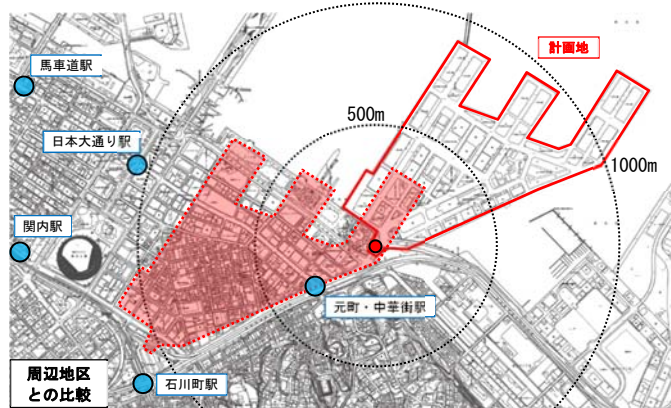 計画地
馬車道駅
500m
日本大通り駅
1000m
関内駅
元町・中華街駅
周辺地区
との比較
石川町駅